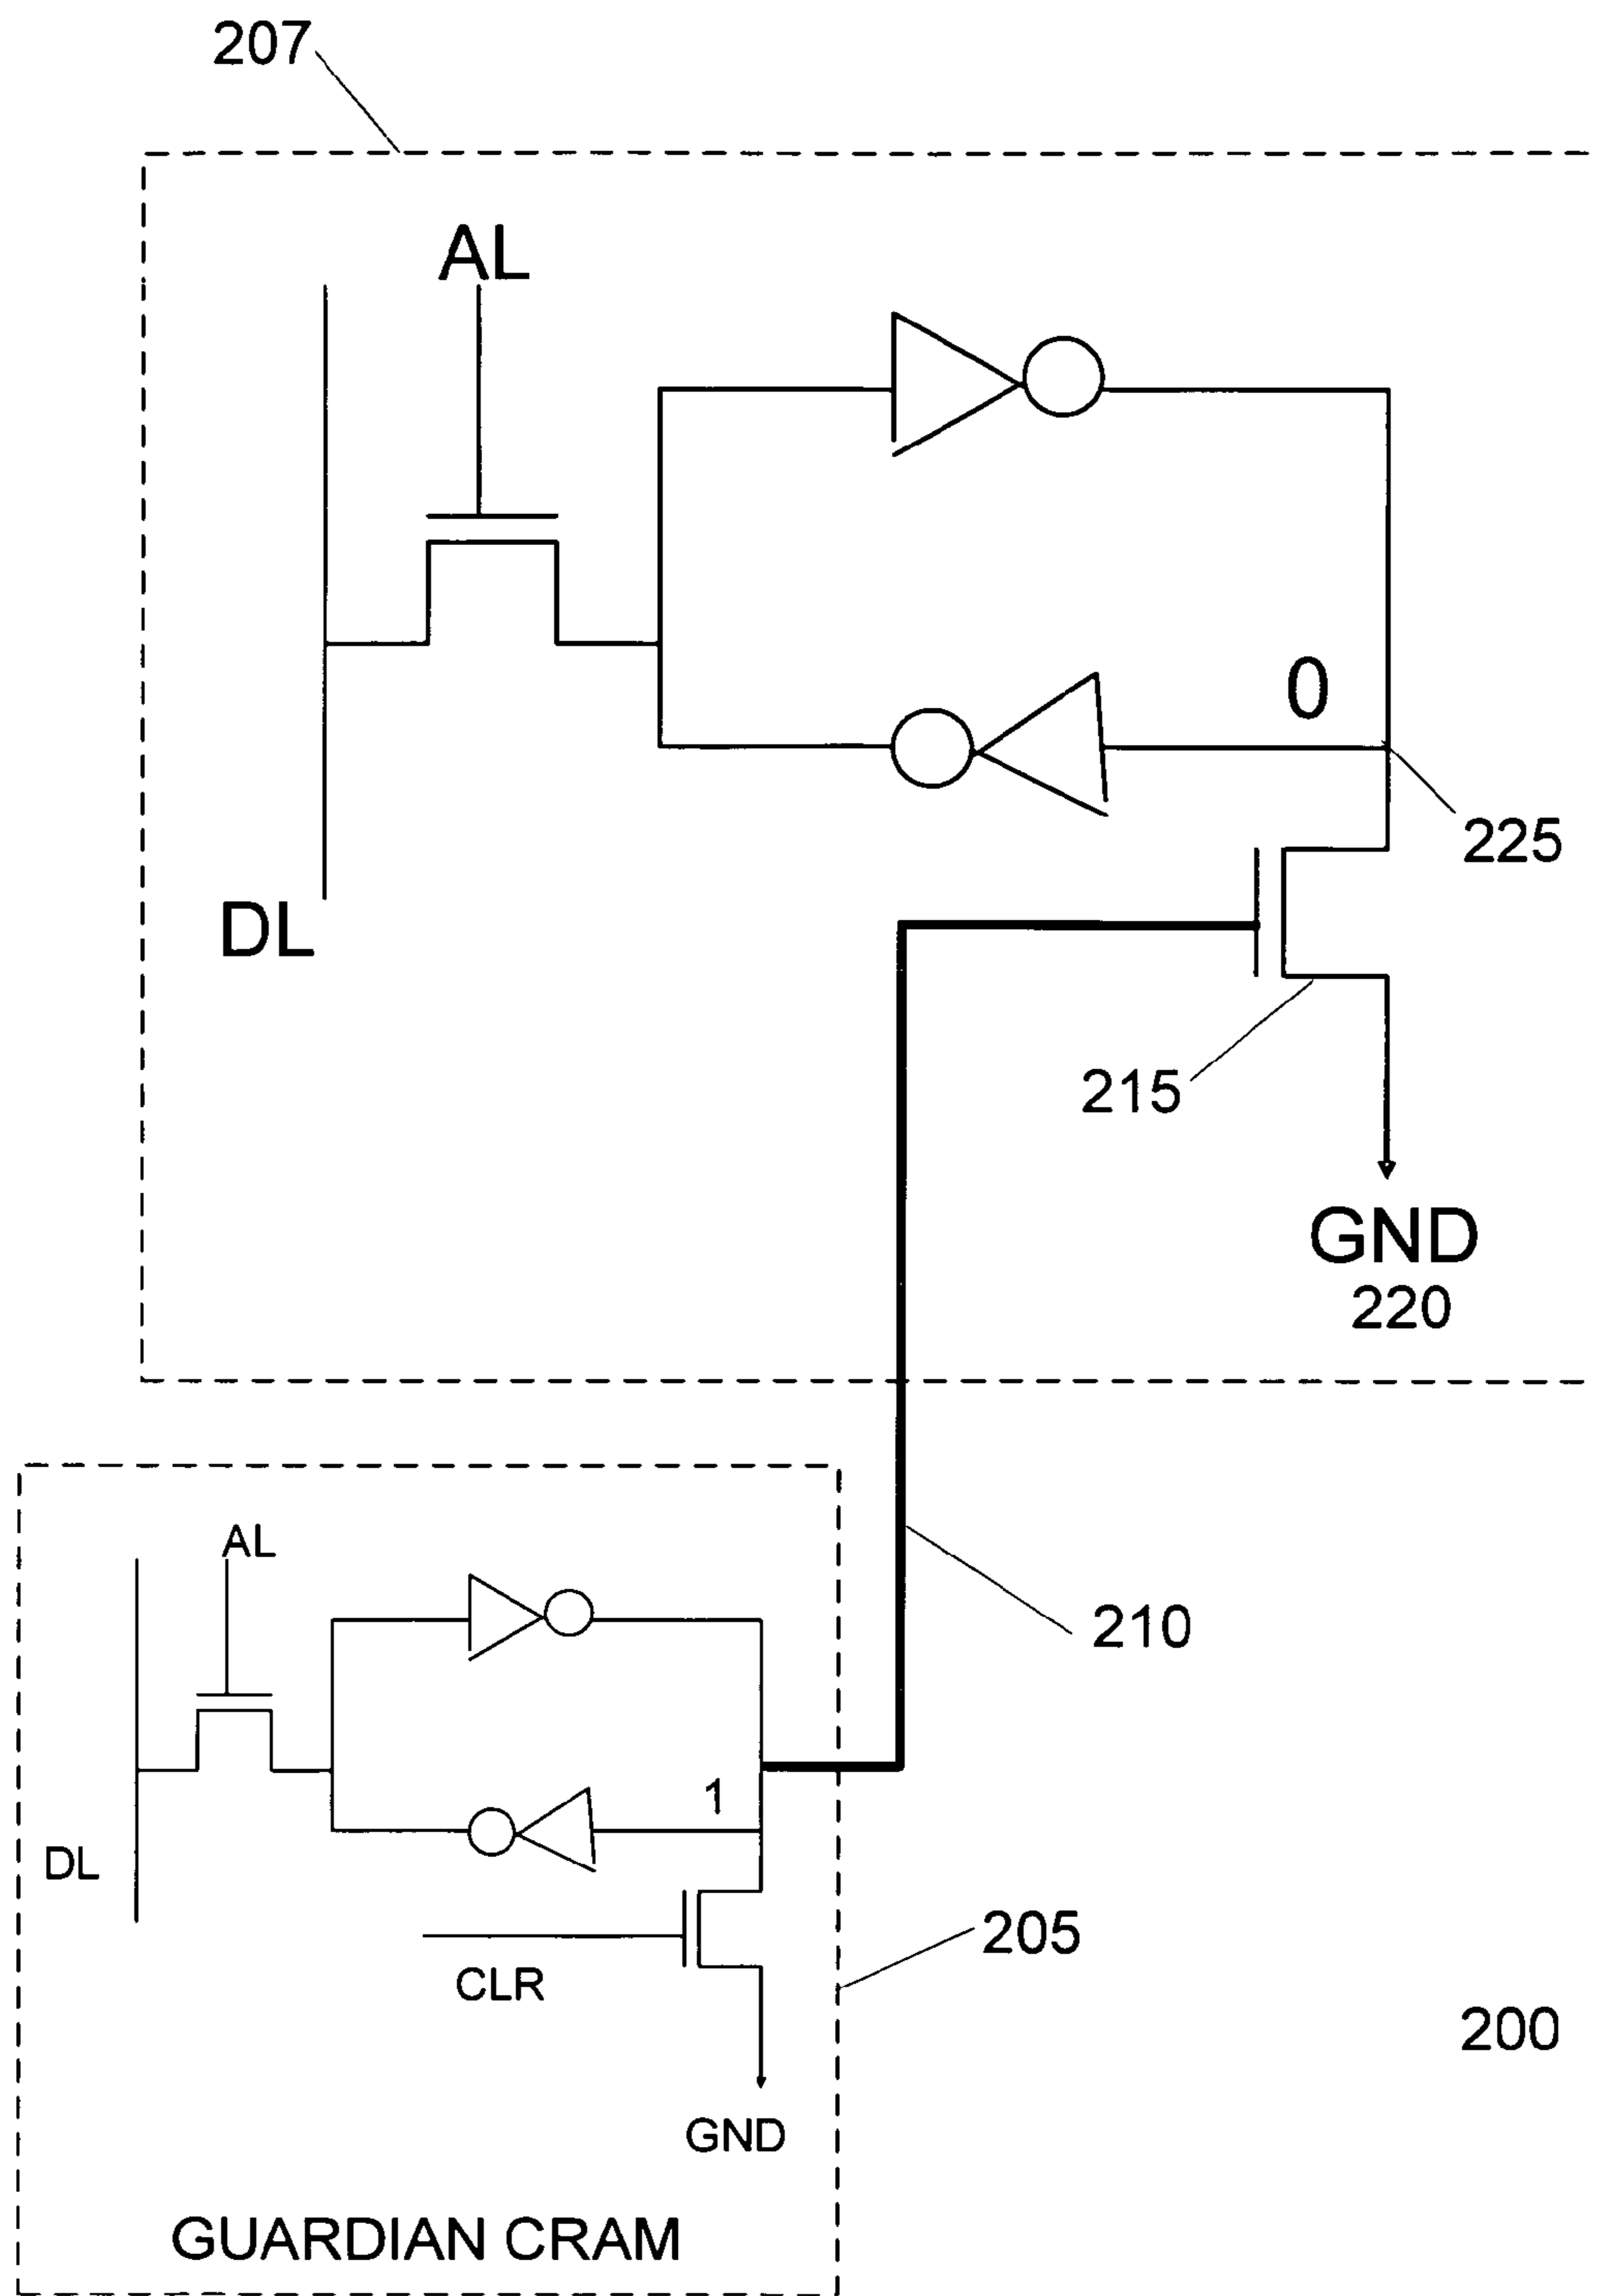 207
AL
0
225
DL
215
GND
220
AL
210
1
DL
205
CLR
200
GND
GUARDIAN CRAM